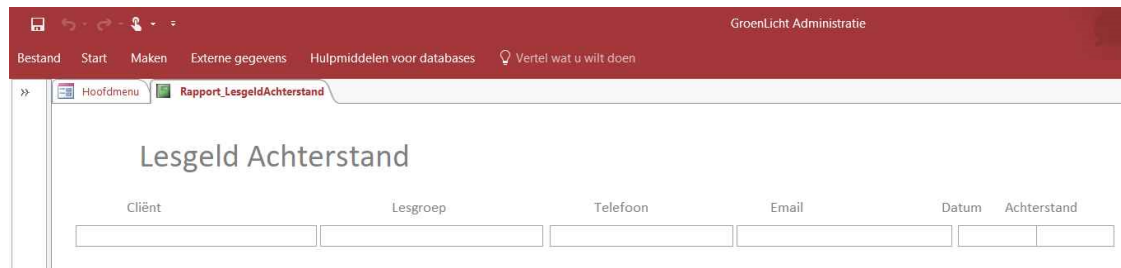 GroenLicht Administratie
Bestand Start Maken Externe gegevens Hulpmiddelen voor databases Vertel wat u wilt doen
Hoofdmenu Rapport_LesgeldAchterstand
Lesgeld Achterstand
Cliënt Lesgroep Telefoon Email Datum Achterstand